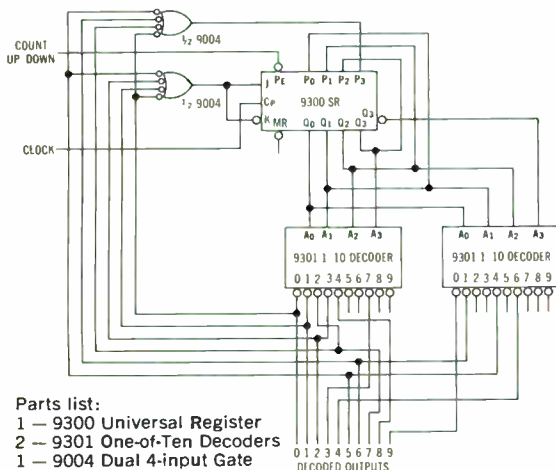 ½ 9004
COUNT
UP DOWN
PE P0 P1 P2 P3
½ 9004
J
9300 SR
CP
Q3
K MR Q0 Q1 Q2 Q3
CLOCK
A0 A1 A2 A3
A0 A1 A2 A3
9301 1 10 DECODER
9301 1 10 DECODER
0 1 2 3 4 5 6 7 8 9
0 1 2 3 4 5 6 7 8 9
Parts list:
1 — 9300 Universal Register
2 — 9301 One-of-Ten Decoders
1 — 9004 Dual 4-input Gate
0 1 2 3 4 5 6 7 8 9
DECODED OUTPUTS